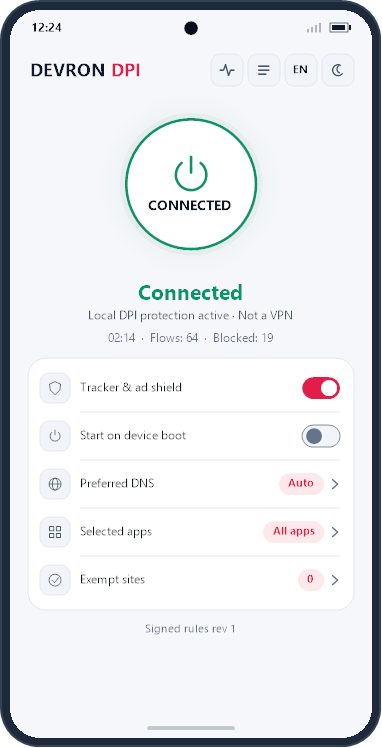 12:24
DEVRON DPI
EN
CONNECTED
Connected
Local DPI protection active · Not a VPN
02:14 · Flows: 64 · Blocked: 19
Tracker & ad shield
Start on device boot
Preferred DNS Auto
Selected apps All apps
Exempt sites 0
Signed rules rev 1